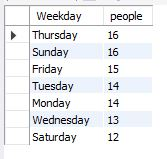 Weekday people
Thursday 16
Sunday 16
Friday 15
Tuesday 14
Monday 14
Wednesday 13
Saturday 12